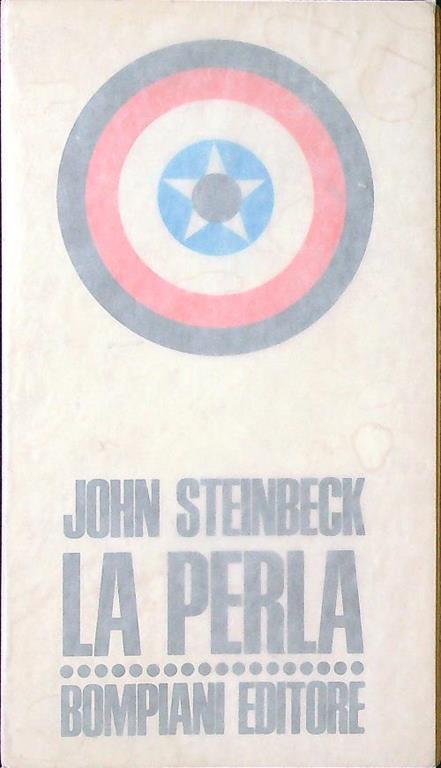 JOHN STEINBECK
LA PERLA
BOMPIANI EDITORE